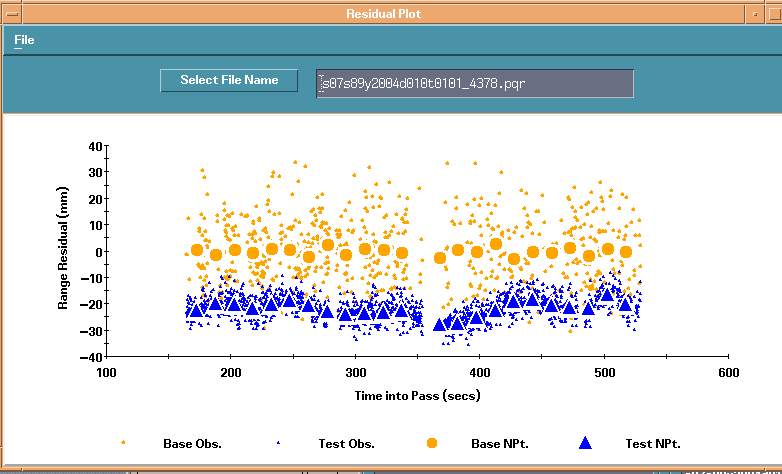 Residual Plot
File
Select File Name
s07s89y2004d010t0101_4378.pqr
40
30
20
10
0
−10
−20
−30
−40
Range Residual (mm)
100
200
300
400
500
600
Time into Pass (secs)
Base Obs.
Test Obs.
Base NPt.
Test NPt.